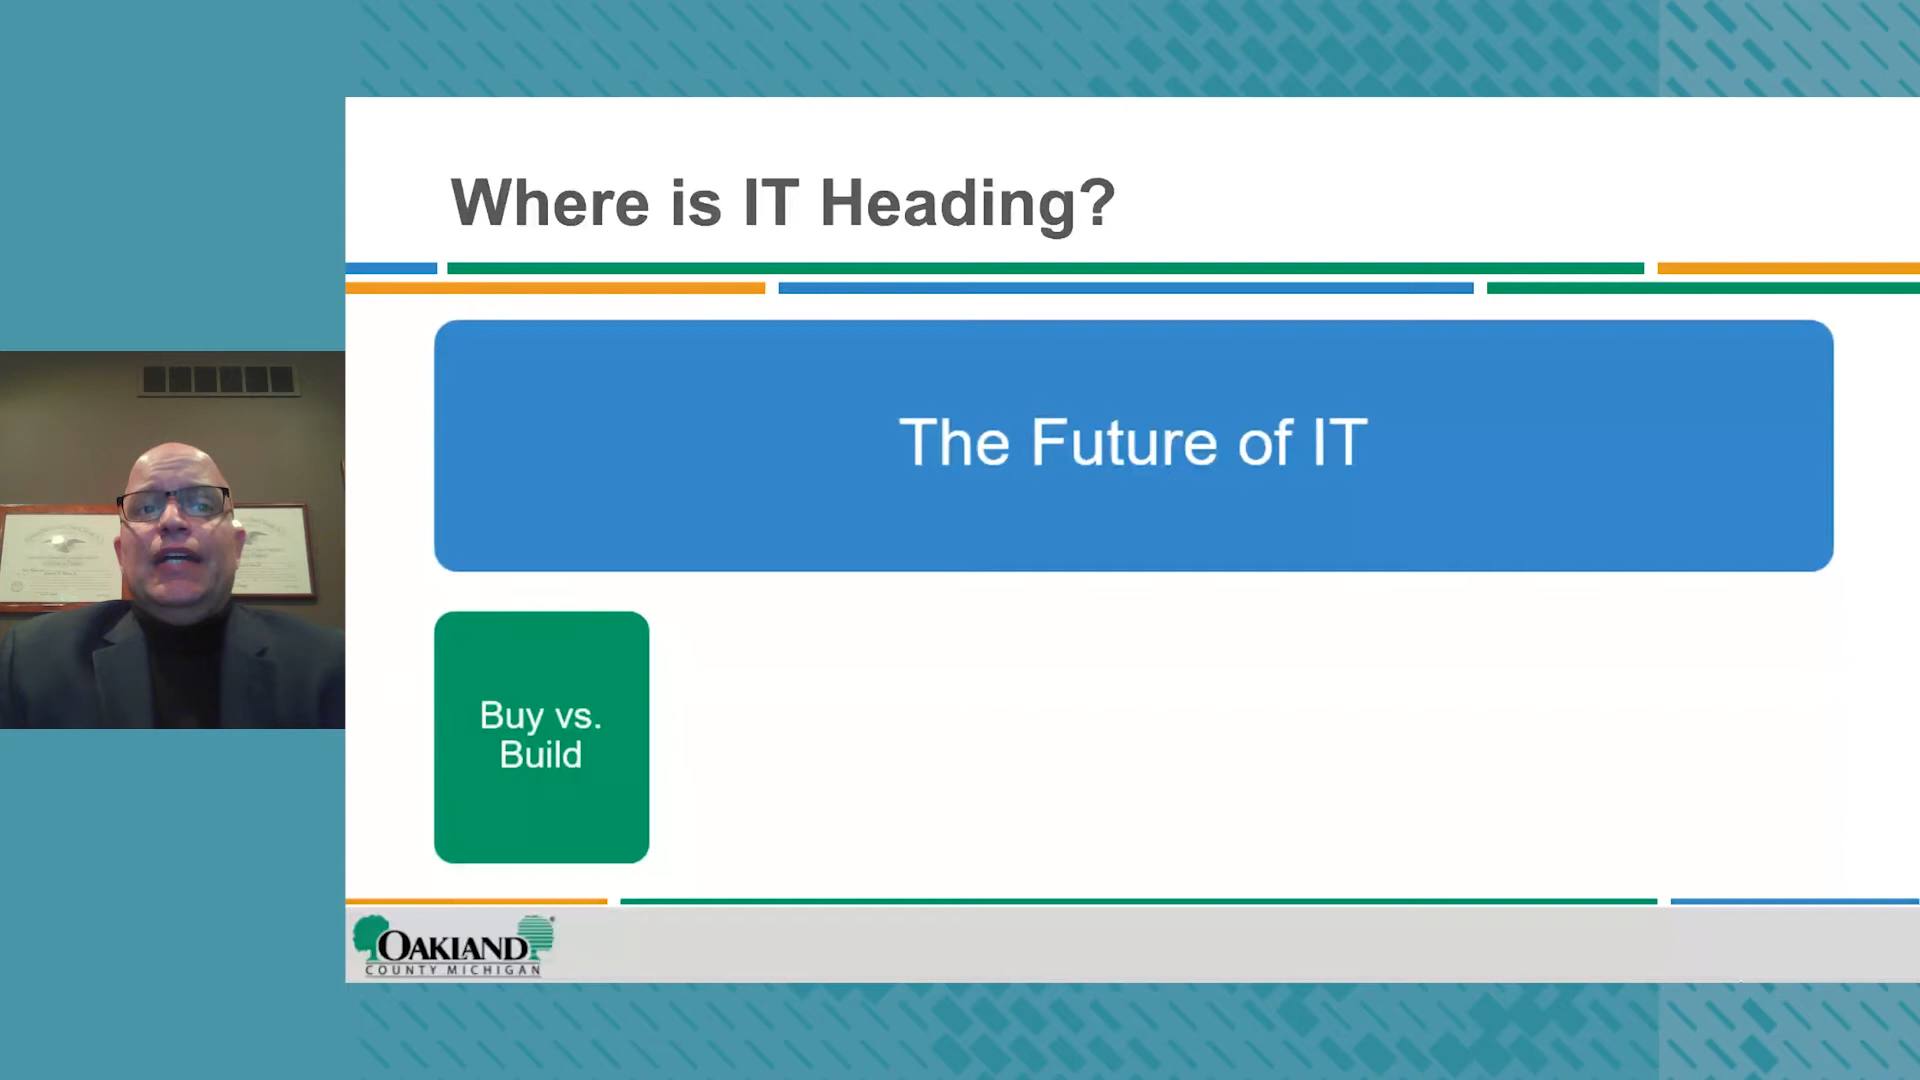 Where is IT Heading?
The Future of IT
Buy vs.
Build
OAKLAND
COUNTY MICHIGAN